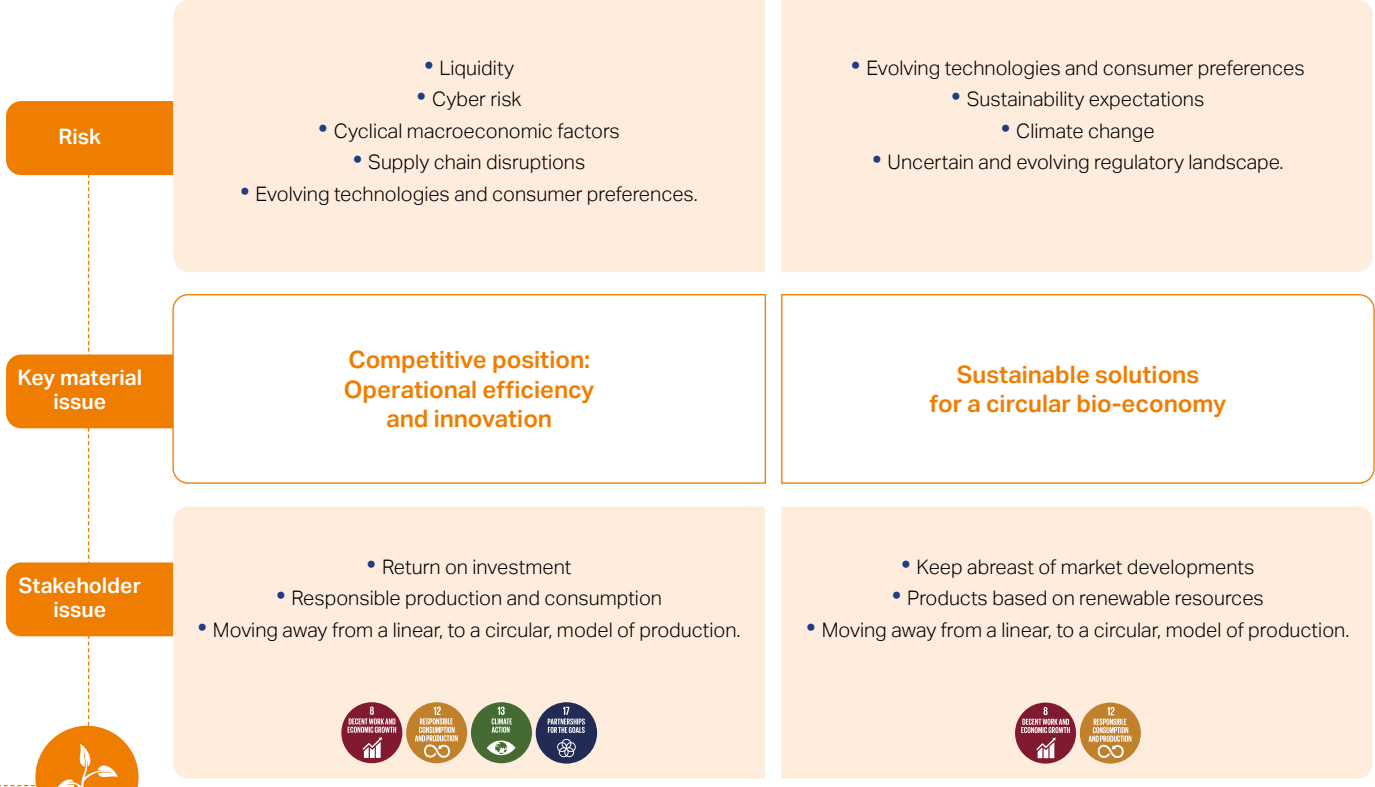 Risk
• Liquidity
• Cyber risk
• Cyclical macroeconomic factors
• Supply chain disruptions
• Evolving technologies and consumer preferences.
• Evolving technologies and consumer preferences
• Sustainability expectations
• Climate change
• Uncertain and evolving regulatory landscape.
Key material
issue
Competitive position:
Operational efficiency
and innovation
Sustainable solutions
for a circular bio-economy
Stakeholder
issue
• Return on investment
• Responsible production and consumption
• Moving away from a linear, to a circular, model of production.
8
DECENT WORK AND
ECONOMIC GROWTH
12
RESPONSIBLE
CONSUMPTION
AND PRODUCTION
13
CLIMATE
ACTION
17
PARTNERSHIPS
FOR THE GOALS
• Keep abreast of market developments
• Products based on renewable resources
• Moving away from a linear, to a circular, model of production.
8
DECENT WORK AND
ECONOMIC GROWTH
12
RESPONSIBLE
CONSUMPTION
AND PRODUCTION